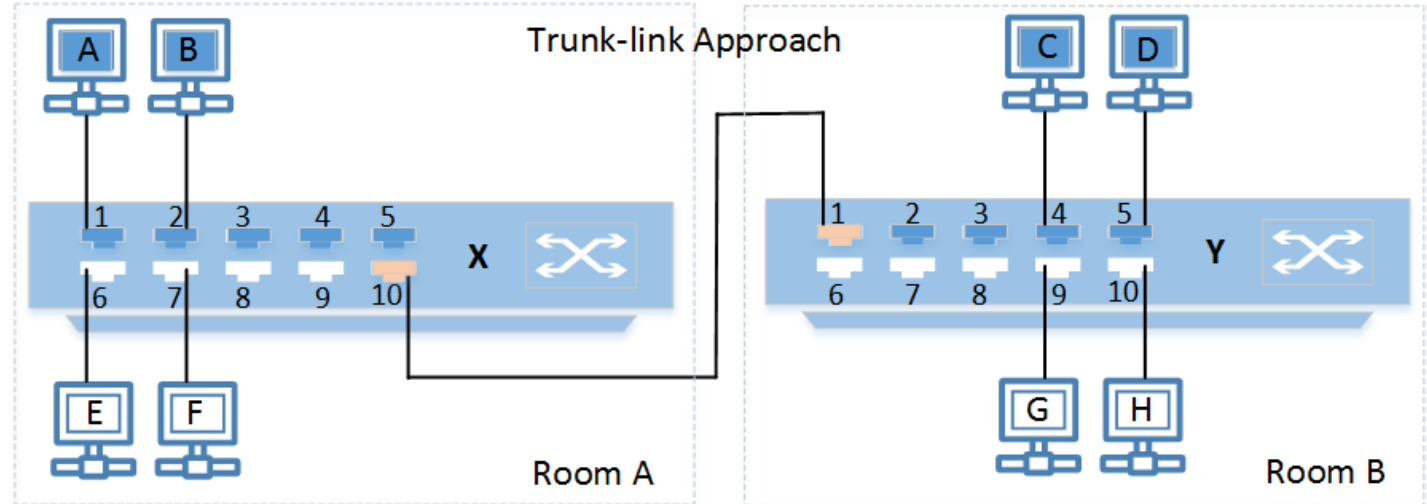 Trunk-link Approach
A B
C D
1 2 3 4 5
X
6 7 8 9 10
1 2 3 4 5
Y
6 7 8 9 10
E F
G H
Room A
Room B